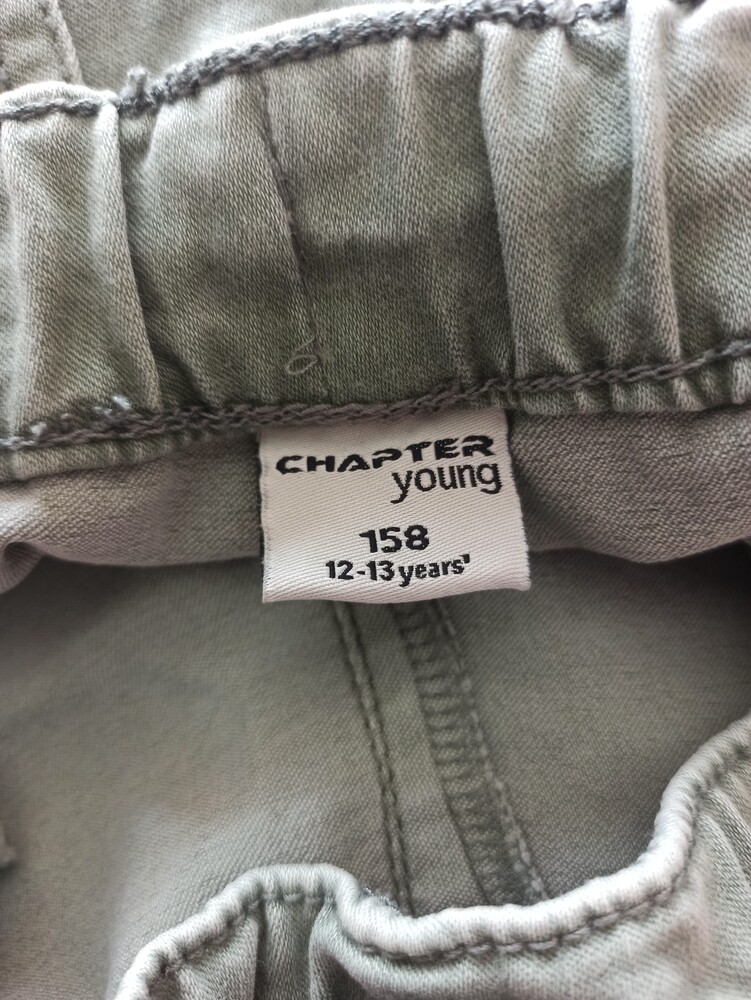 CHAPTER
young
158
12-13 years'